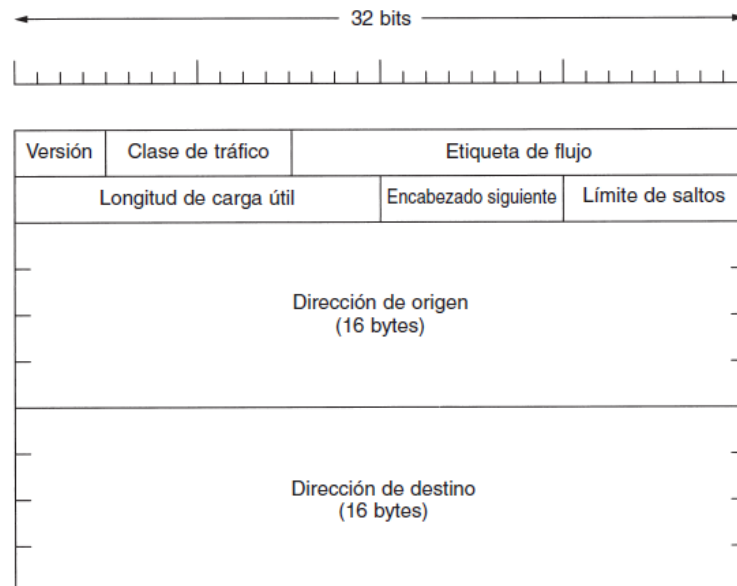 32 bits
Versión
Clase de tráfico
Etiqueta de flujo
Longitud de carga útil
Encabezado siguiente
Límite de saltos
Dirección de origen
(16 bytes)
Dirección de destino
(16 bytes)